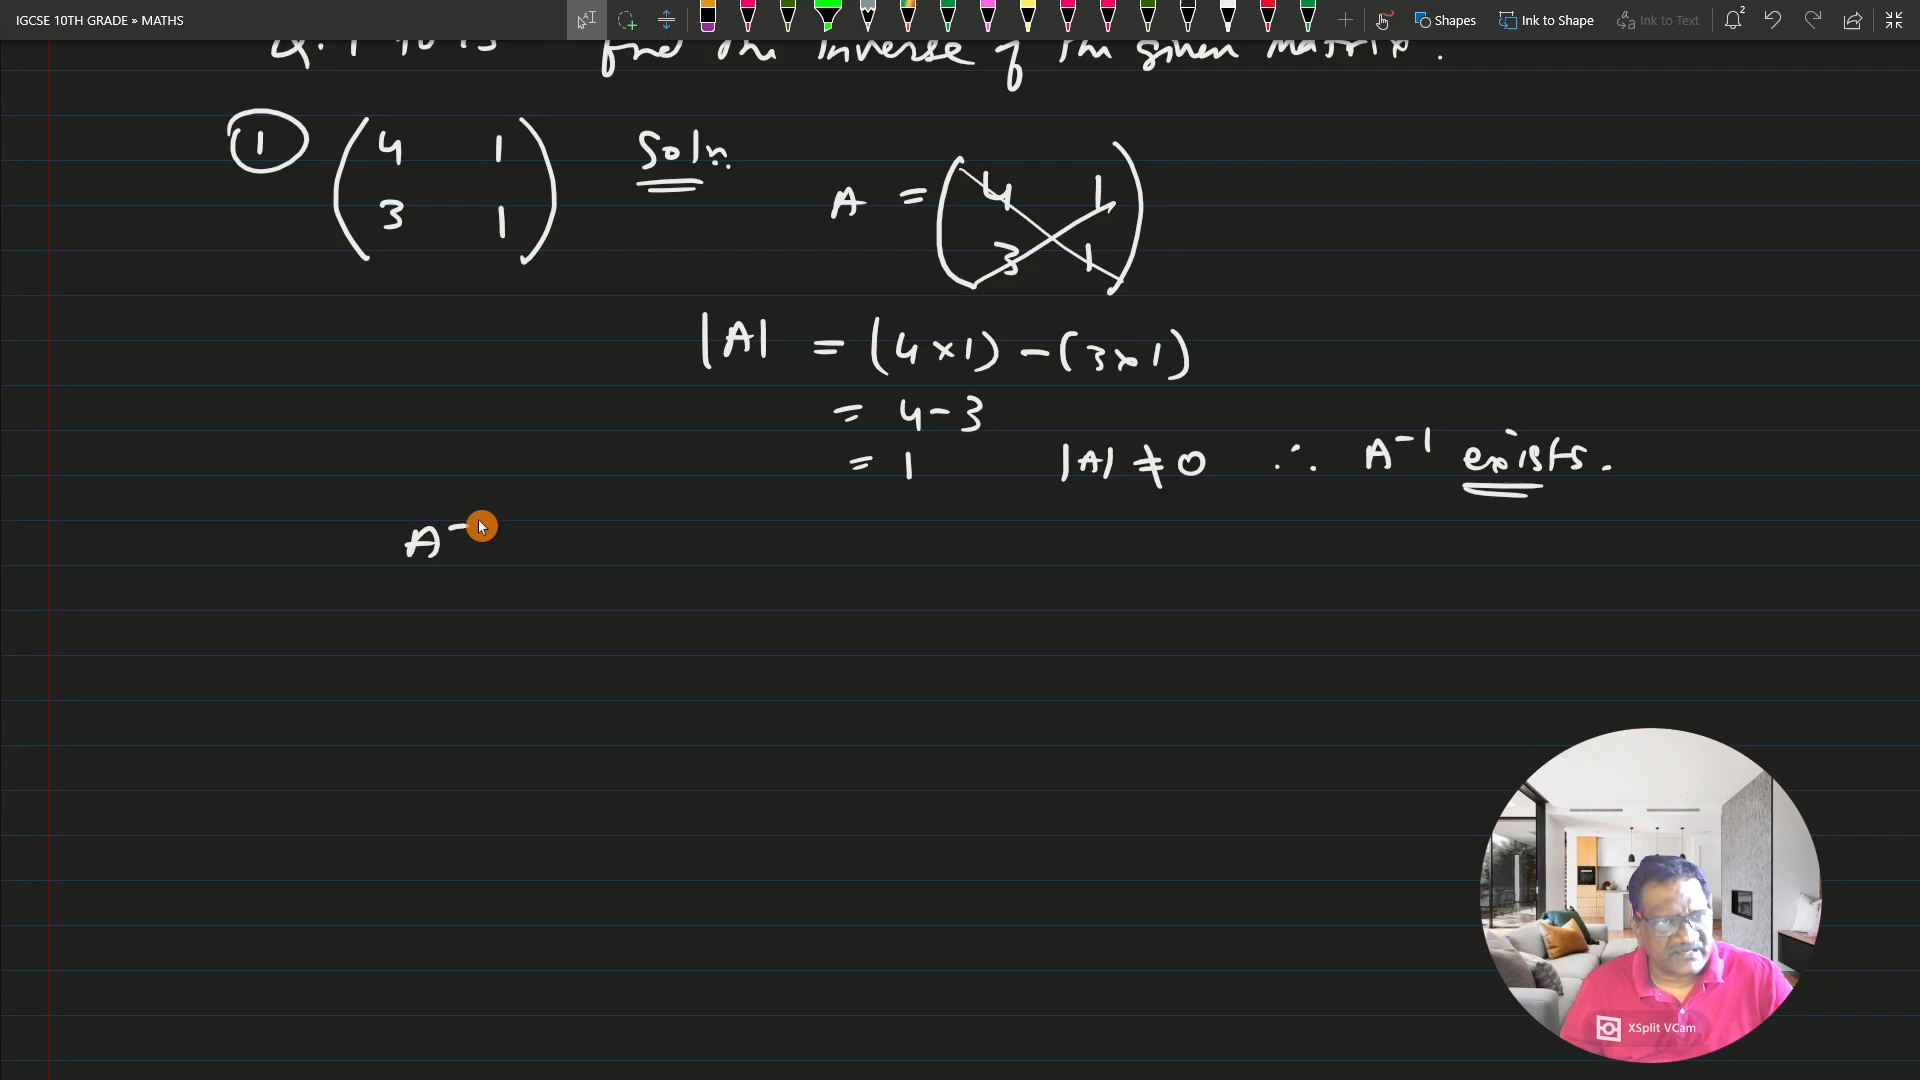 IGCSE 10TH GRADE » MATHS
Shapes Ink to Shape Ink to Text 2
find the inverse of the given matrix.
1 ( 4 1 Soln.
3 1 )
A = ( 4 1
3 1 )
|A| = (4×1) - (3×1)
= 4-3
= 1 |A| ≠ 0 ∴ A⁻¹ exists.
A⁻
XSplit VCam